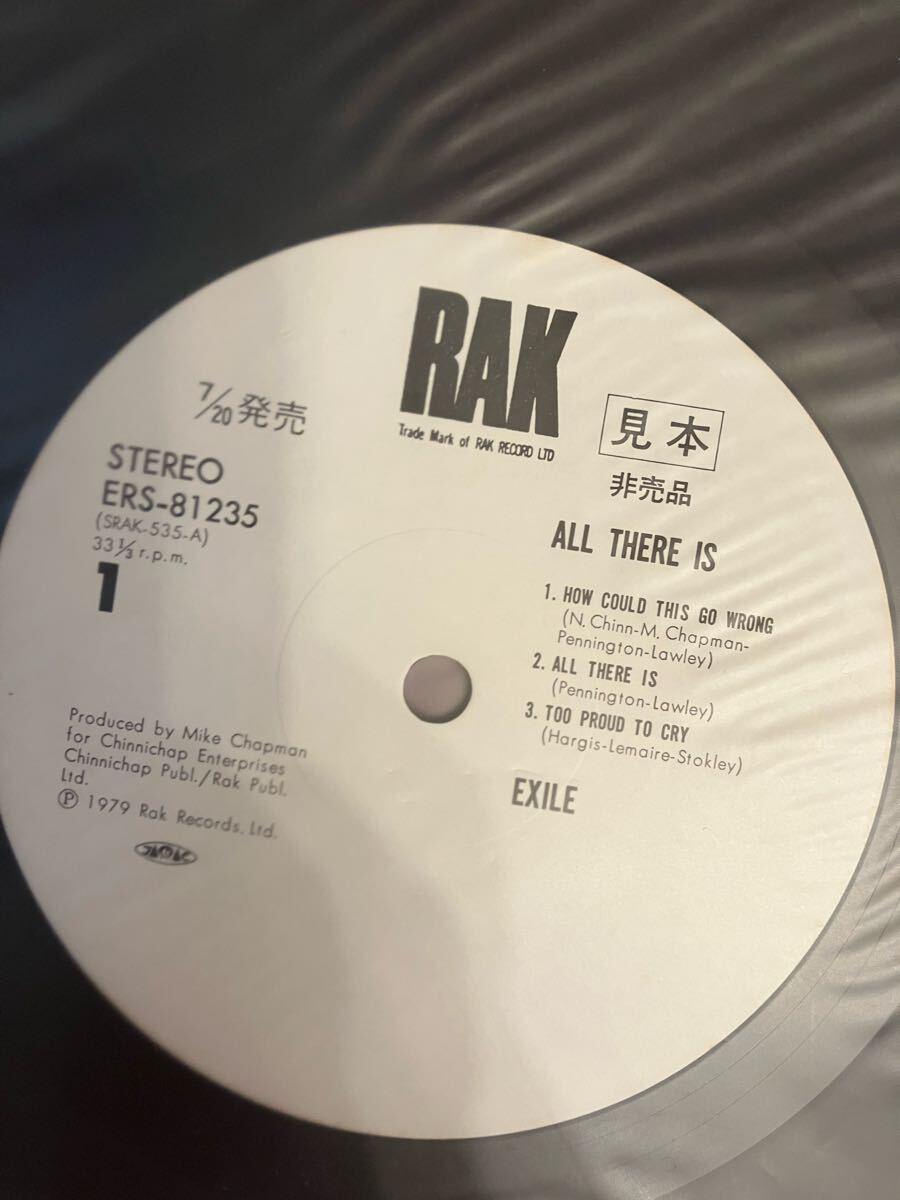 RAK
Trade Mark of RAK RECORD LTD
7/20 発売
見本
非売品
STEREO
ERS-81235
(SRAK-535-A)
33 1/3 r.p.m.
1
ALL THERE IS
1. HOW COULD THIS GO WRONG
(N. Chinn-M. Chapman-
Pennington-Lawley)
2. ALL THERE IS
(Pennington-Lawley)
3. TOO PROUD TO CRY
(Hargis-Lemaire-Stokley)
EXILE
Produced by Mike Chapman
for Chinnichap Enterprises
Chinnichap Publ./Rak Publ.
Ltd.
Ⓟ 1979 Rak Records. Ltd.
JASRAC